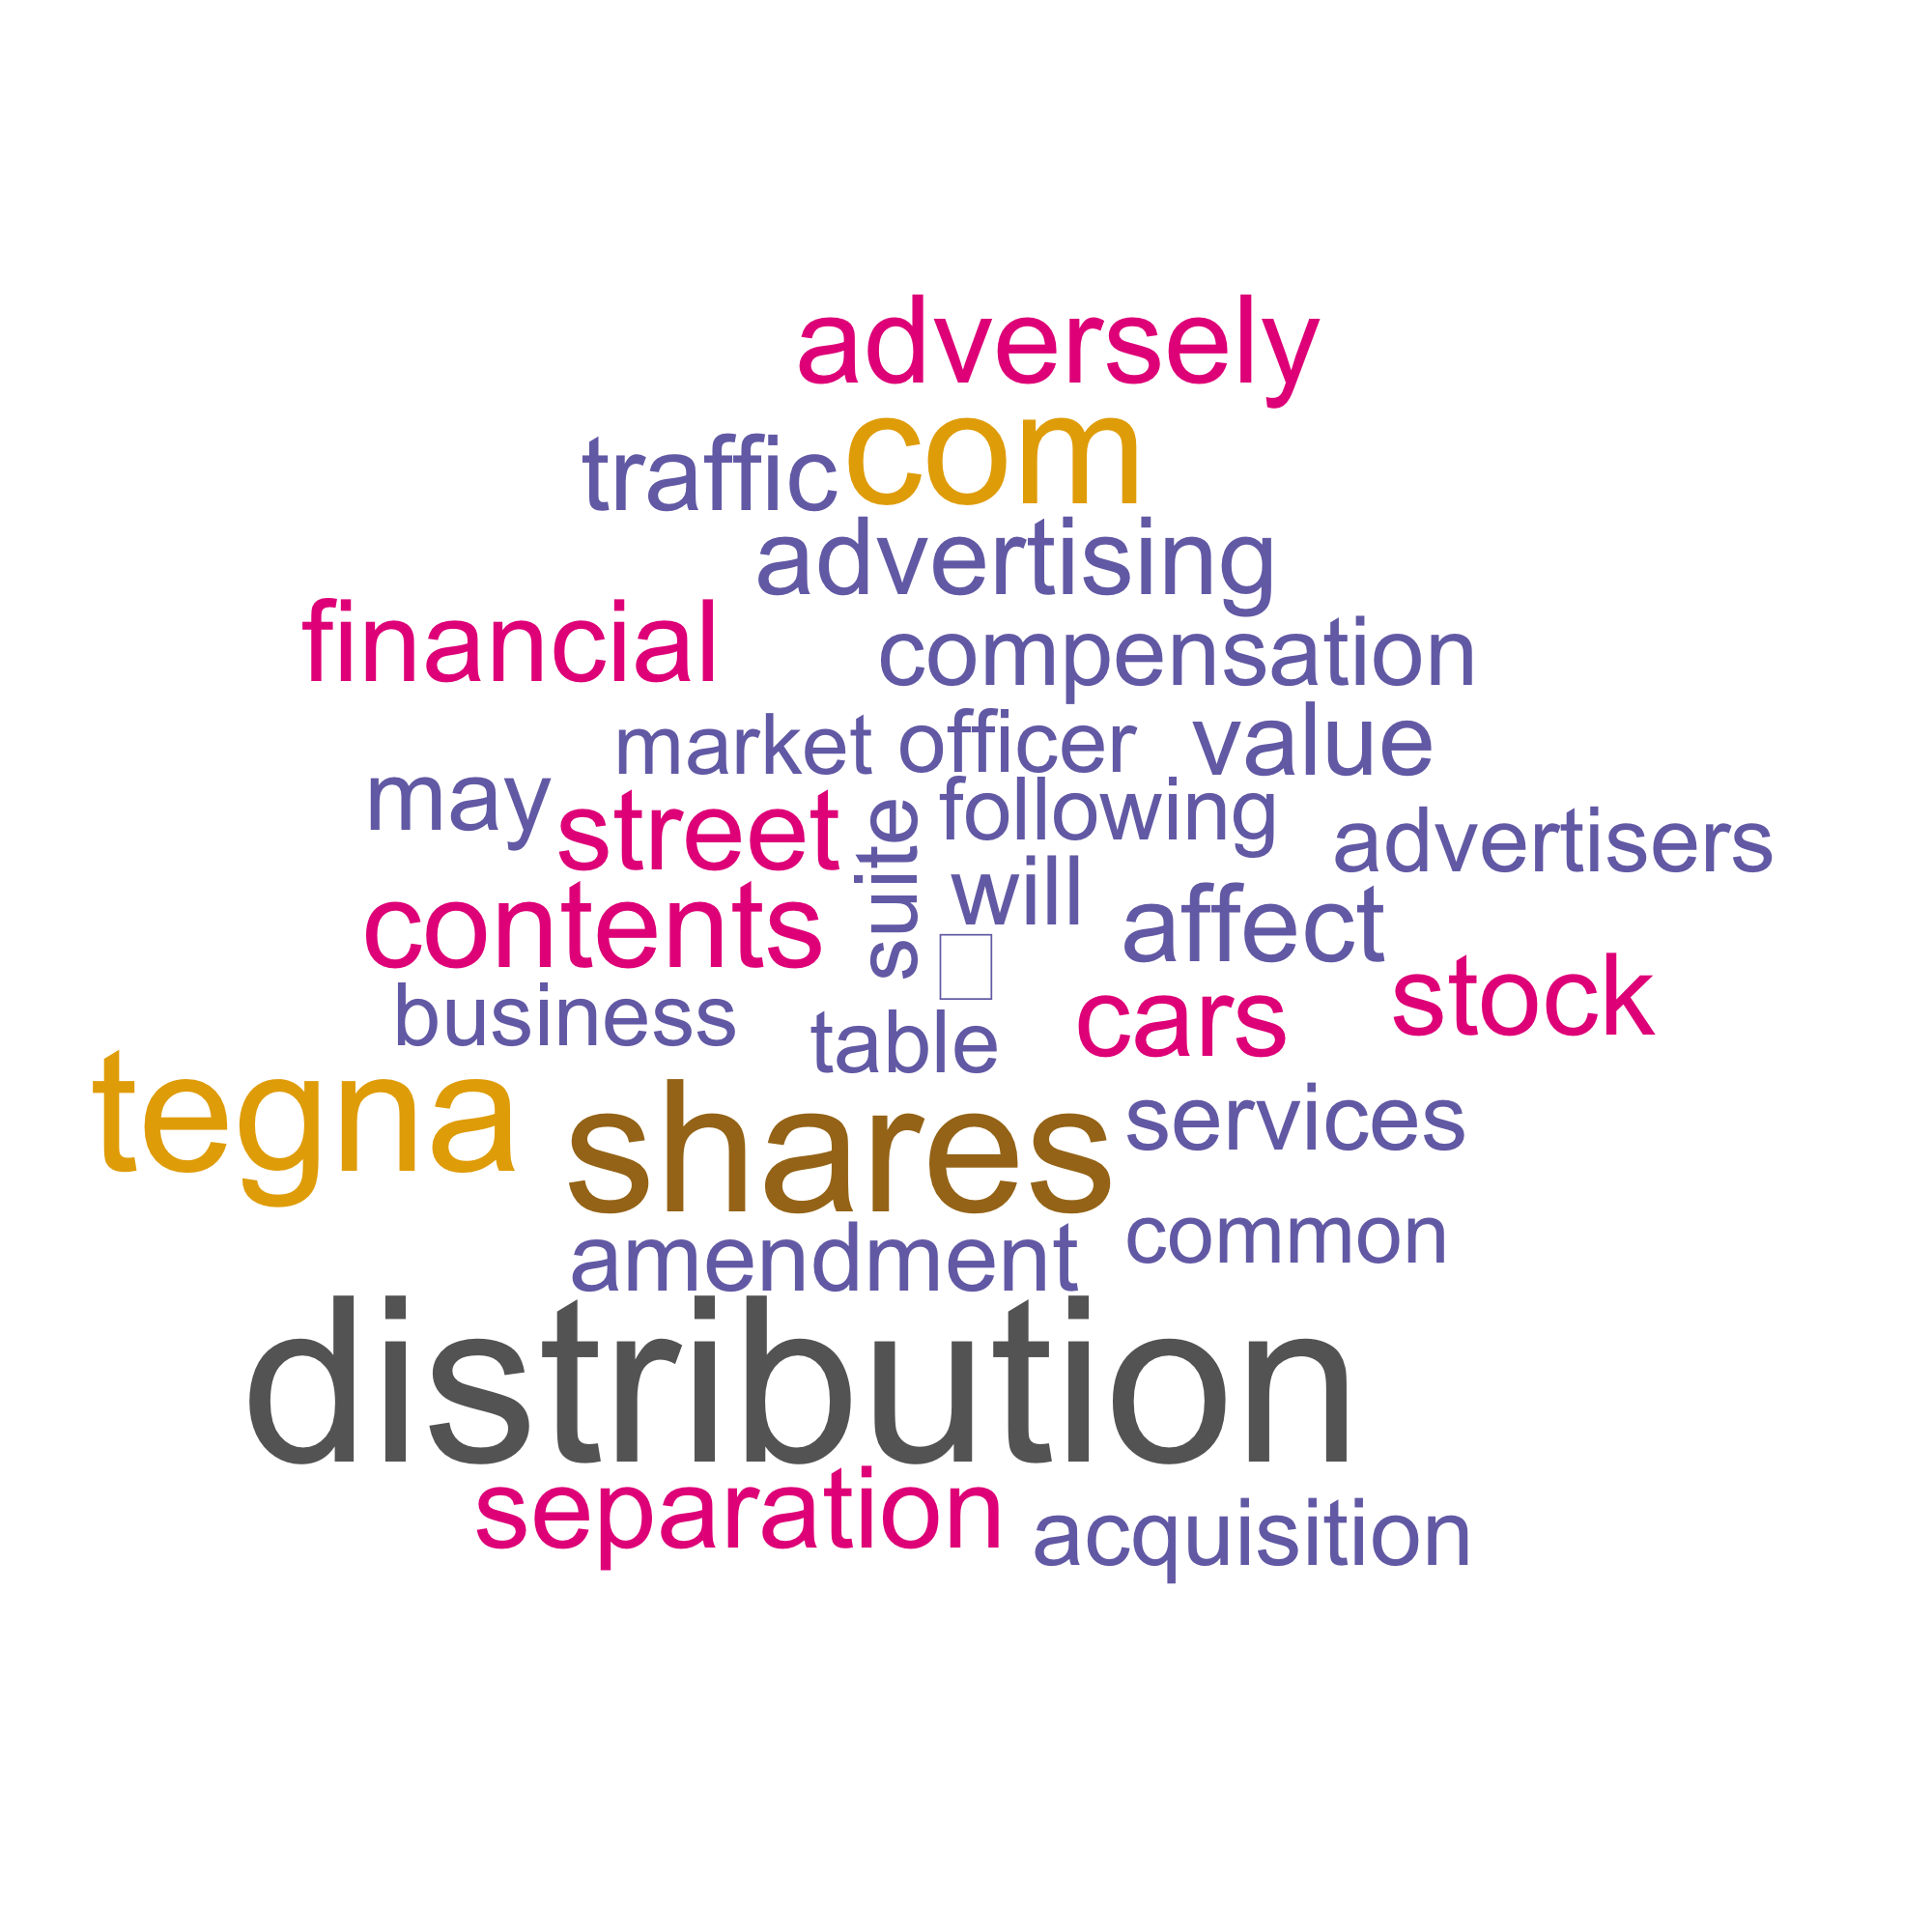 adversely
traffic com
advertising
financial compensation
market officer value
may street suite following advertisers
contents will affect
□
business table cars stock
tegna shares services
amendment common
distribution
separation acquisition